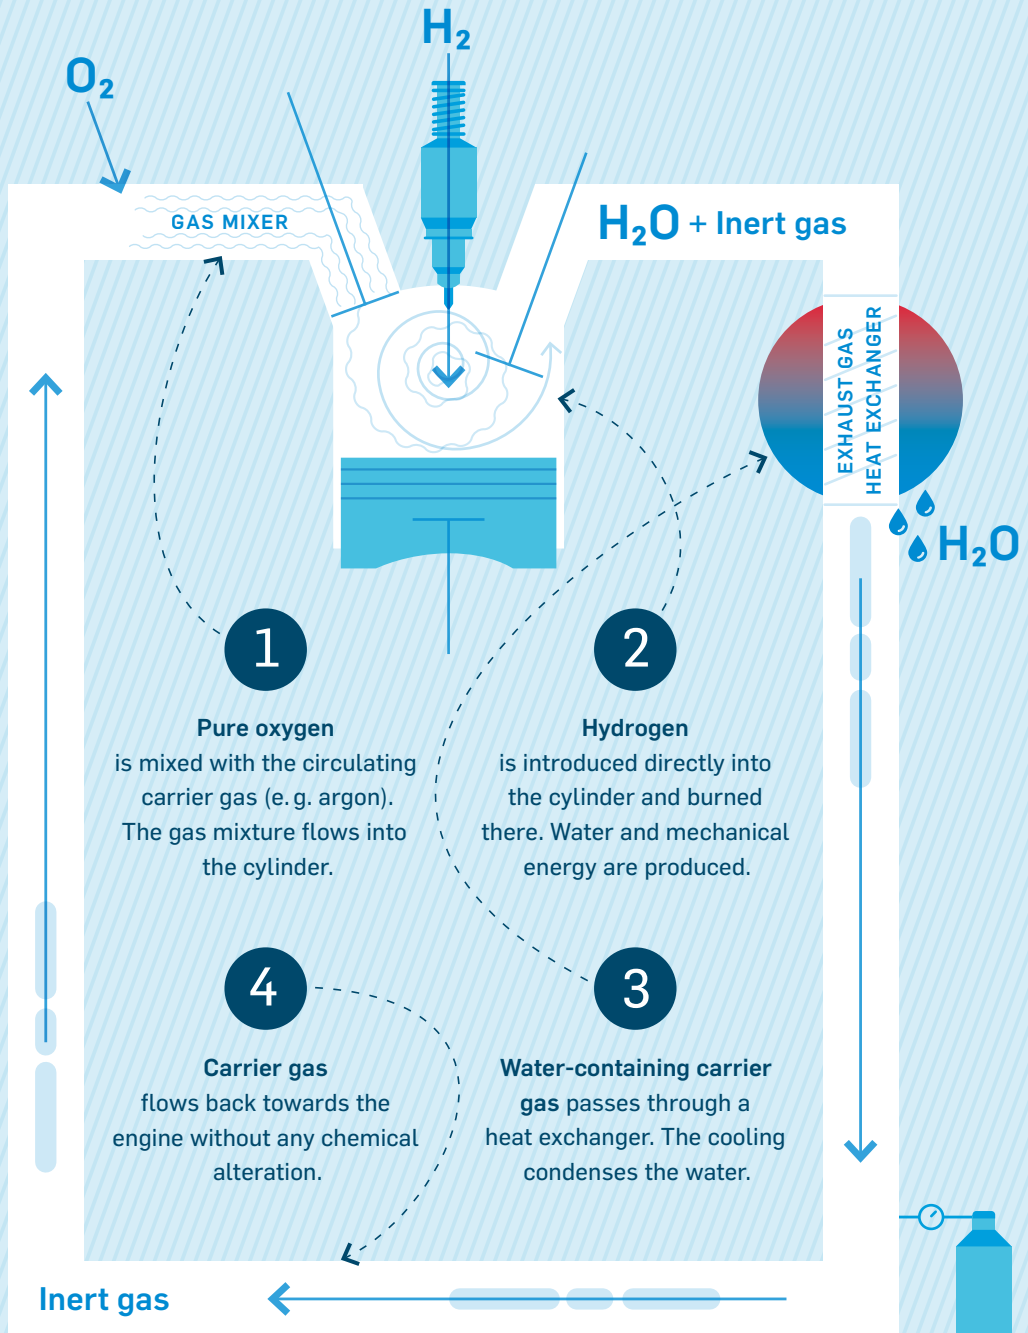 H₂
O₂
GAS MIXER
H₂O + Inert gas
EXHAUST GAS
HEAT EXCHANGER
H₂O
1
Pure oxygen
is mixed with the circulating
carrier gas (e. g. argon).
The gas mixture flows into
the cylinder.
2
Hydrogen
is introduced directly into
the cylinder and burned
there. Water and mechanical
energy are produced.
4
Carrier gas
flows back towards the
engine without any chemical
alteration.
3
Water-containing carrier
gas passes through a
heat exchanger. The cooling
condenses the water.
Inert gas